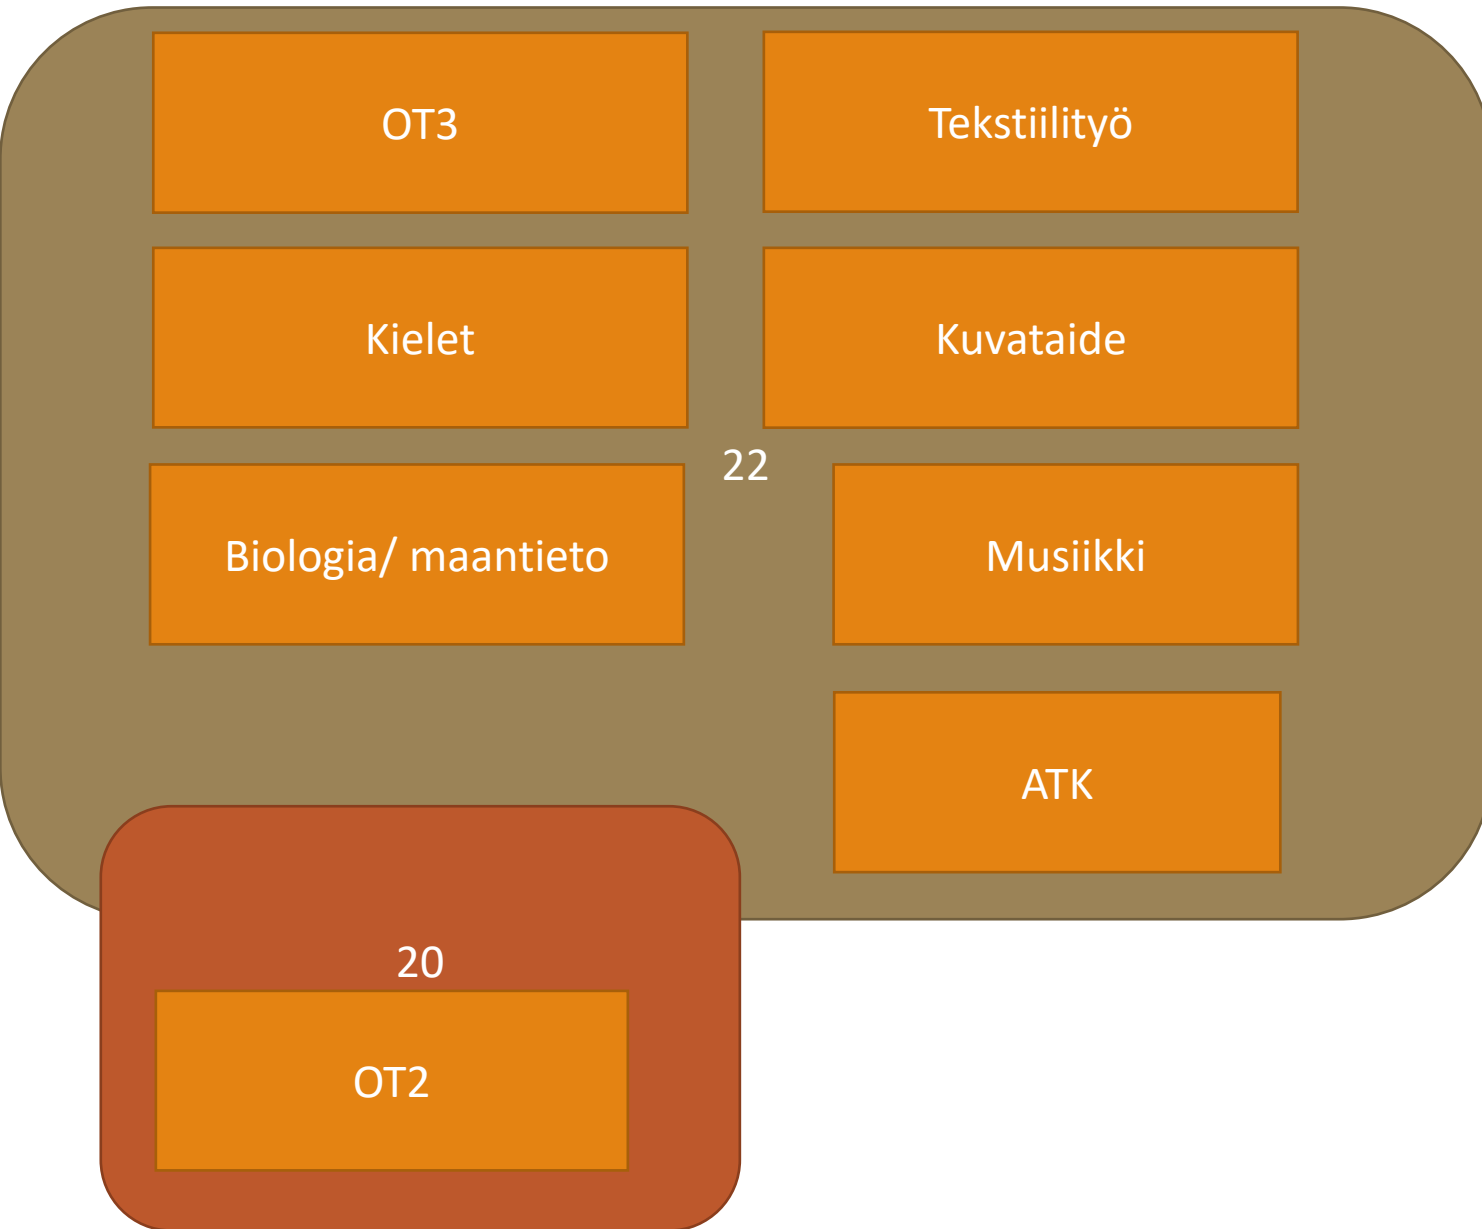 OT3
Tekstiilityö
Kielet
Kuvataide
22
Biologia/ maantieto
Musiikki
ATK
20
OT2